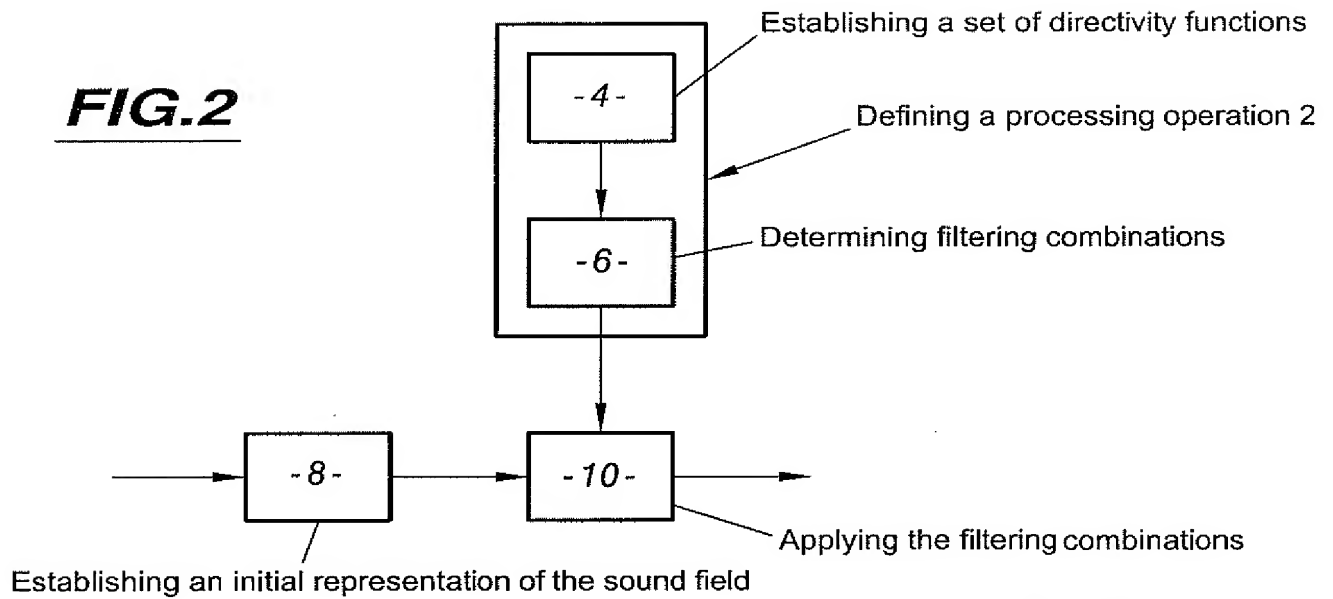 Establishing a set of directivity functions
-4-
FIG.2
Defining a processing operation 2
Determining filtering combinations
-6-
-8-
-10-
Applying the filtering combinations
Establishing an initial representation of the sound field